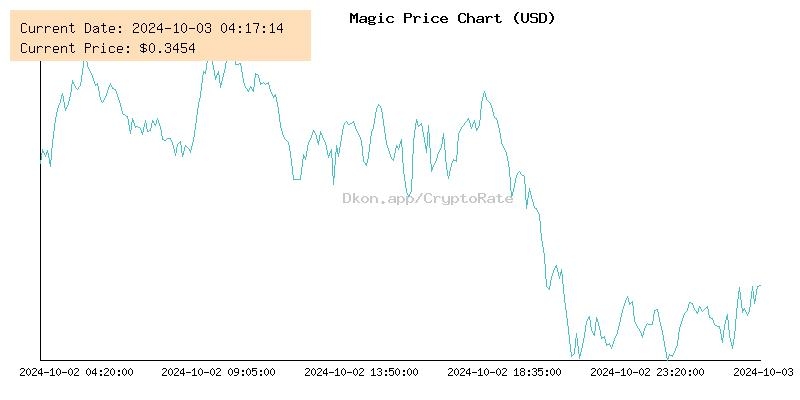 Magic Price Chart (USD)
Current Date: 2024-10-03 04:17:14
Current Price: $0.3454
Dkon.app/CryptoRate
2024-10-02 04:20:00 2024-10-02 09:05:00 2024-10-02 13:50:00 2024-10-02 18:35:00 2024-10-02 23:20:00 2024-10-03